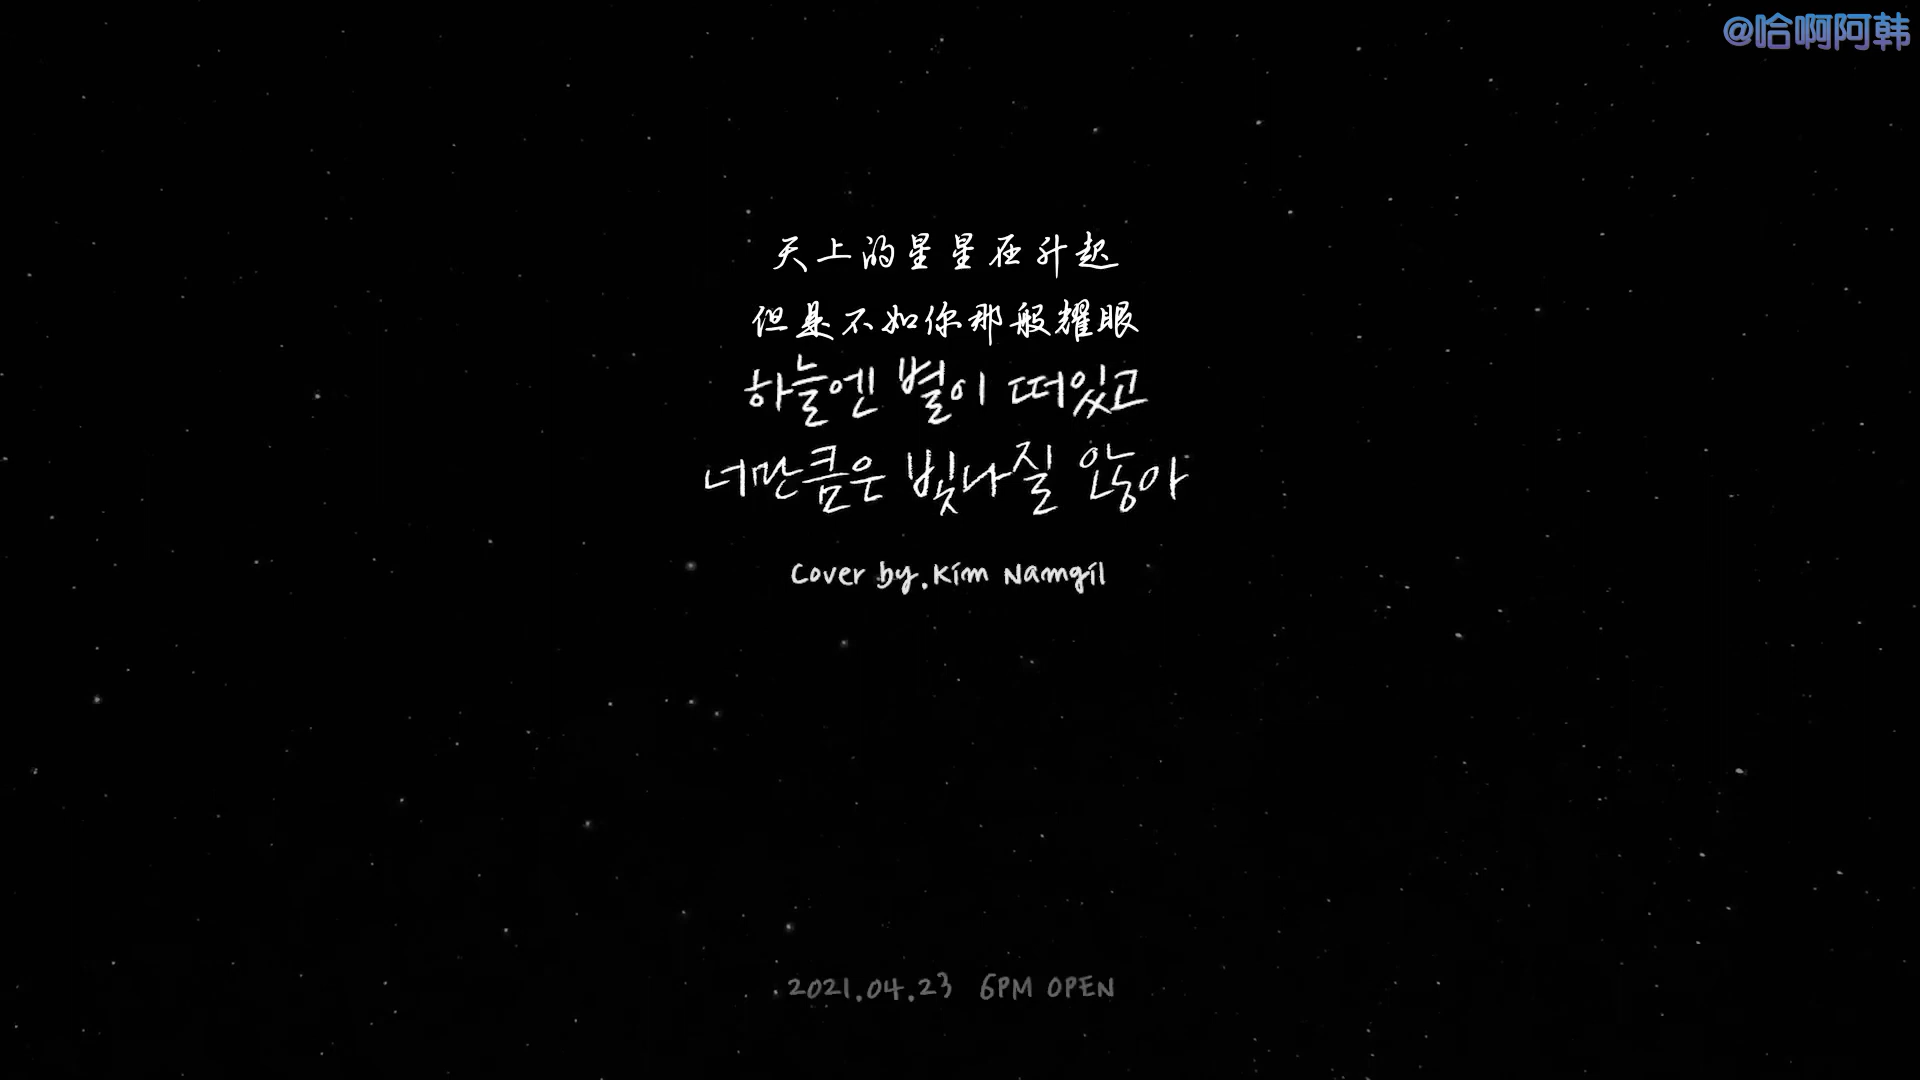 @哈啊阿韩
天上的星星在升起
但是不如你那般耀眼
하늘엔 별이 떠있고
너만큼은 빛나질 않아
Cover by. Kim Namgil
2021.04.23 6PM OPEN